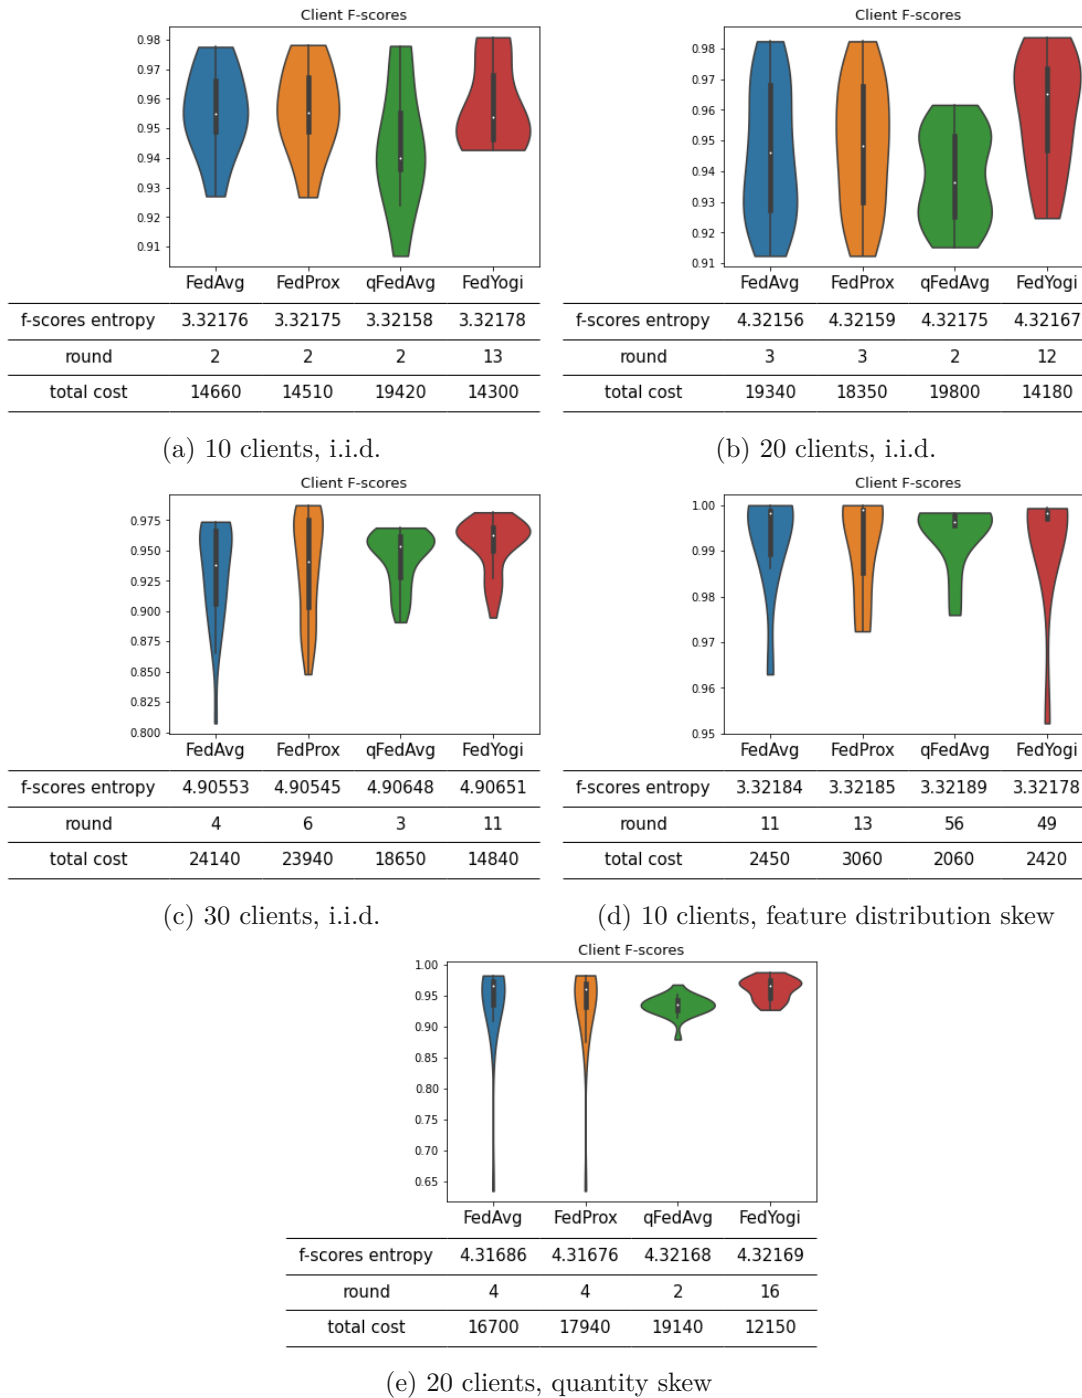 Client F-scores
0.98
0.97
0.96
0.95
0.94
0.93
0.92
0.91
FedAvg FedProx qFedAvg FedYogi
f-scores entropy 3.32176 3.32175 3.32158 3.32178
round 2 2 2 13
total cost 14660 14510 19420 14300
(a) 10 clients, i.i.d.
Client F-scores
0.98
0.97
0.96
0.95
0.94
0.93
0.92
0.91
FedAvg FedProx qFedAvg FedYogi
f-scores entropy 4.32156 4.32159 4.32175 4.32167
round 3 3 2 12
total cost 19340 18350 19800 14180
(b) 20 clients, i.i.d.
Client F-scores
0.975
0.950
0.925
0.900
0.875
0.850
0.825
0.800
FedAvg FedProx qFedAvg FedYogi
f-scores entropy 4.90553 4.90545 4.90648 4.90651
round 4 6 3 11
total cost 24140 23940 18650 14840
(c) 30 clients, i.i.d.
Client F-scores
1.00
0.99
0.98
0.97
0.96
0.95
FedAvg FedProx qFedAvg FedYogi
f-scores entropy 3.32184 3.32185 3.32189 3.32178
round 11 13 56 49
total cost 2450 3060 2060 2420
(d) 10 clients, feature distribution skew
Client F-scores
1.00
0.95
0.90
0.85
0.80
0.75
0.70
0.65
FedAvg FedProx qFedAvg FedYogi
f-scores entropy 4.31686 4.31676 4.32168 4.32169
round 4 4 2 16
total cost 16700 17940 19140 12150
(e) 20 clients, quantity skew